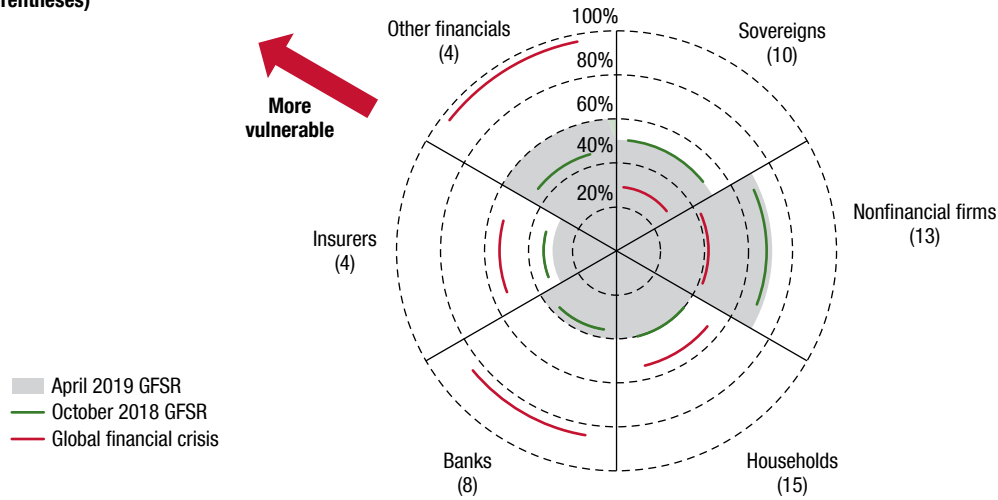 rentheses)
Other financials
(4)
100%
Sovereigns
(10)
80%
More
vulnerable
60%
40%
20%
Nonfinancial firms
(13)
Insurers
(4)
April 2019 GFSR
October 2018 GFSR
Global financial crisis
Banks
(8)
Households
(15)